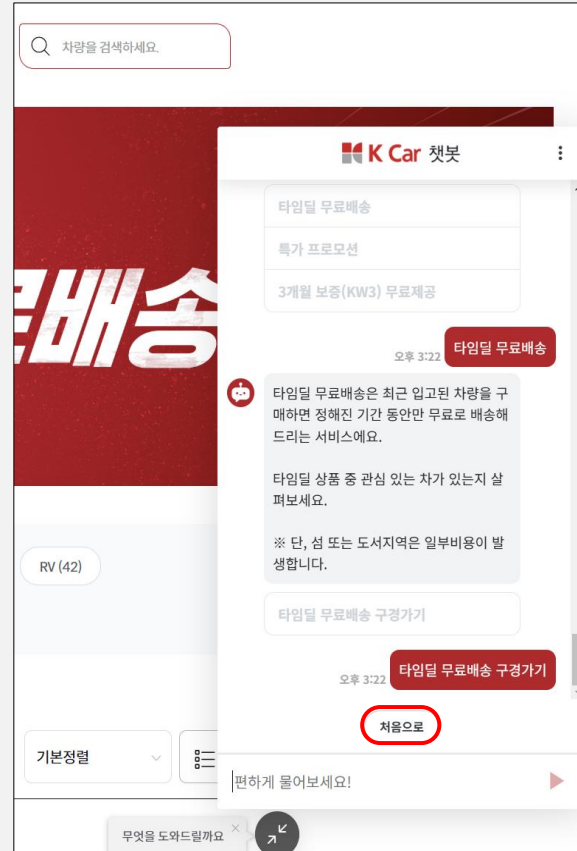 차량을 검색하세요.
K Car 챗봇
타임딜 무료배송
특가 프로모션
3개월 보증(KW3) 무료제공
오후 3:22
타임딜 무료배송
료배송
타임딜 무료배송은 최근 입고된 차량을 구
매하면 정해진 기간 동안만 무료로 배송해
드리는 서비스에요.
타임딜 상품 중 관심 있는 차가 있는지 살
펴보세요.
※ 단, 섬 또는 도서지역은 일부비용이 발
생합니다.
RV (42)
타임딜 무료배송 구경가기
오후 3:22
타임딜 무료배송 구경가기
처음으로
기본정렬
편하게 물어보세요!
무엇을 도와드릴까요